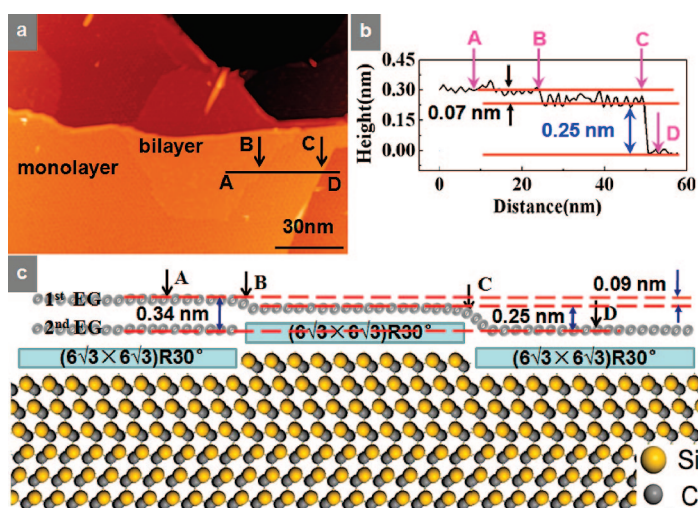 a
monolayer
bilayer
B
C
A
D
30nm
b
Height(nm)
0.45
0.30
0.15
0.00
A
B
C
D
0.07 nm
0.25 nm
0
20
40
60
Distance(nm)
c
1st EG
2nd EG
A
B
C
D
0.34 nm
0.25 nm
0.09 nm
(6√3×6√3)R30°
(6√3×6√3)R30°
(6√3×6√3)R30°
Si
C